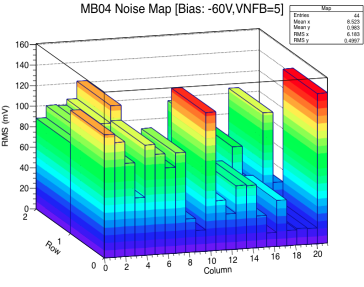 MB04 Noise Map [Bias: -60V,VNFB=5]
Map
Entries 44
Mean x 8.523
Mean y 0.983
RMS x 6.183
RMS y 0.4997
RMS (mV)
160
140
120
100
80
60
40
20
0
2
1
0
Row
0 2 4 6 8 10 12 14 16 18 20
Column